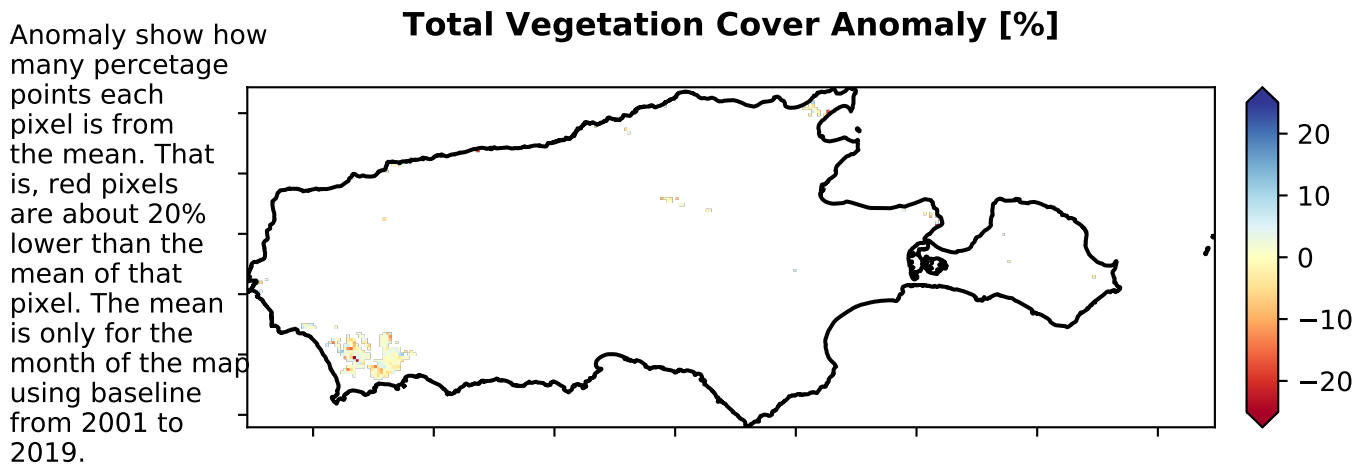 Total Vegetation Cover Anomaly [%]
Anomaly show how
many percetage
points each
pixel is from
the mean. That
is, red pixels
are about 20%
lower than the
mean of that
pixel. The mean
is only for the
month of the map
using baseline
from 2001 to
2019.
20
10
0
−10
−20